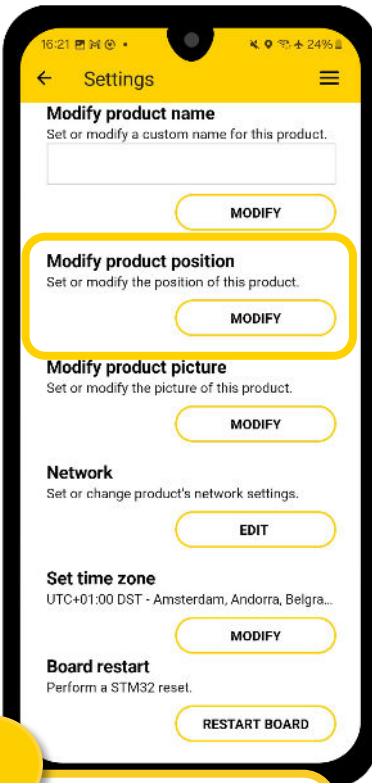 16:21
24%
Settings
Modify product name
Set or modify a custom name for this product.
MODIFY
Modify product position
Set or modify the position of this product.
MODIFY
Modify product picture
Set or modify the picture of this product.
MODIFY
Network
Set or change product's network settings.
EDIT
Set time zone
UTC+01:00 DST - Amsterdam, Andorra, Belgra...
MODIFY
Board restart
Perform a STM32 reset.
RESTART BOARD